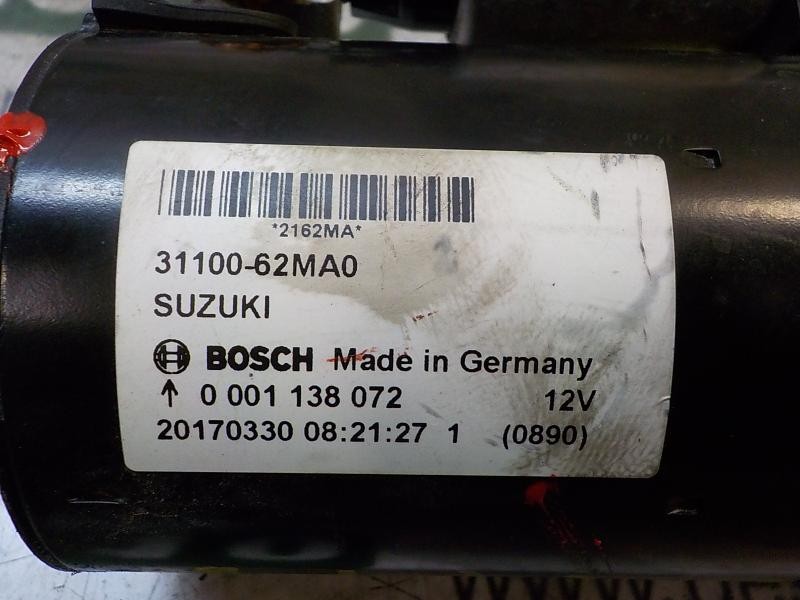 *2162MA*
31100-62MA0
SUZUKI
BOSCH Made in Germany
↑ 0 001 138 072 12V
20170330 08:21:27 1 (0890)